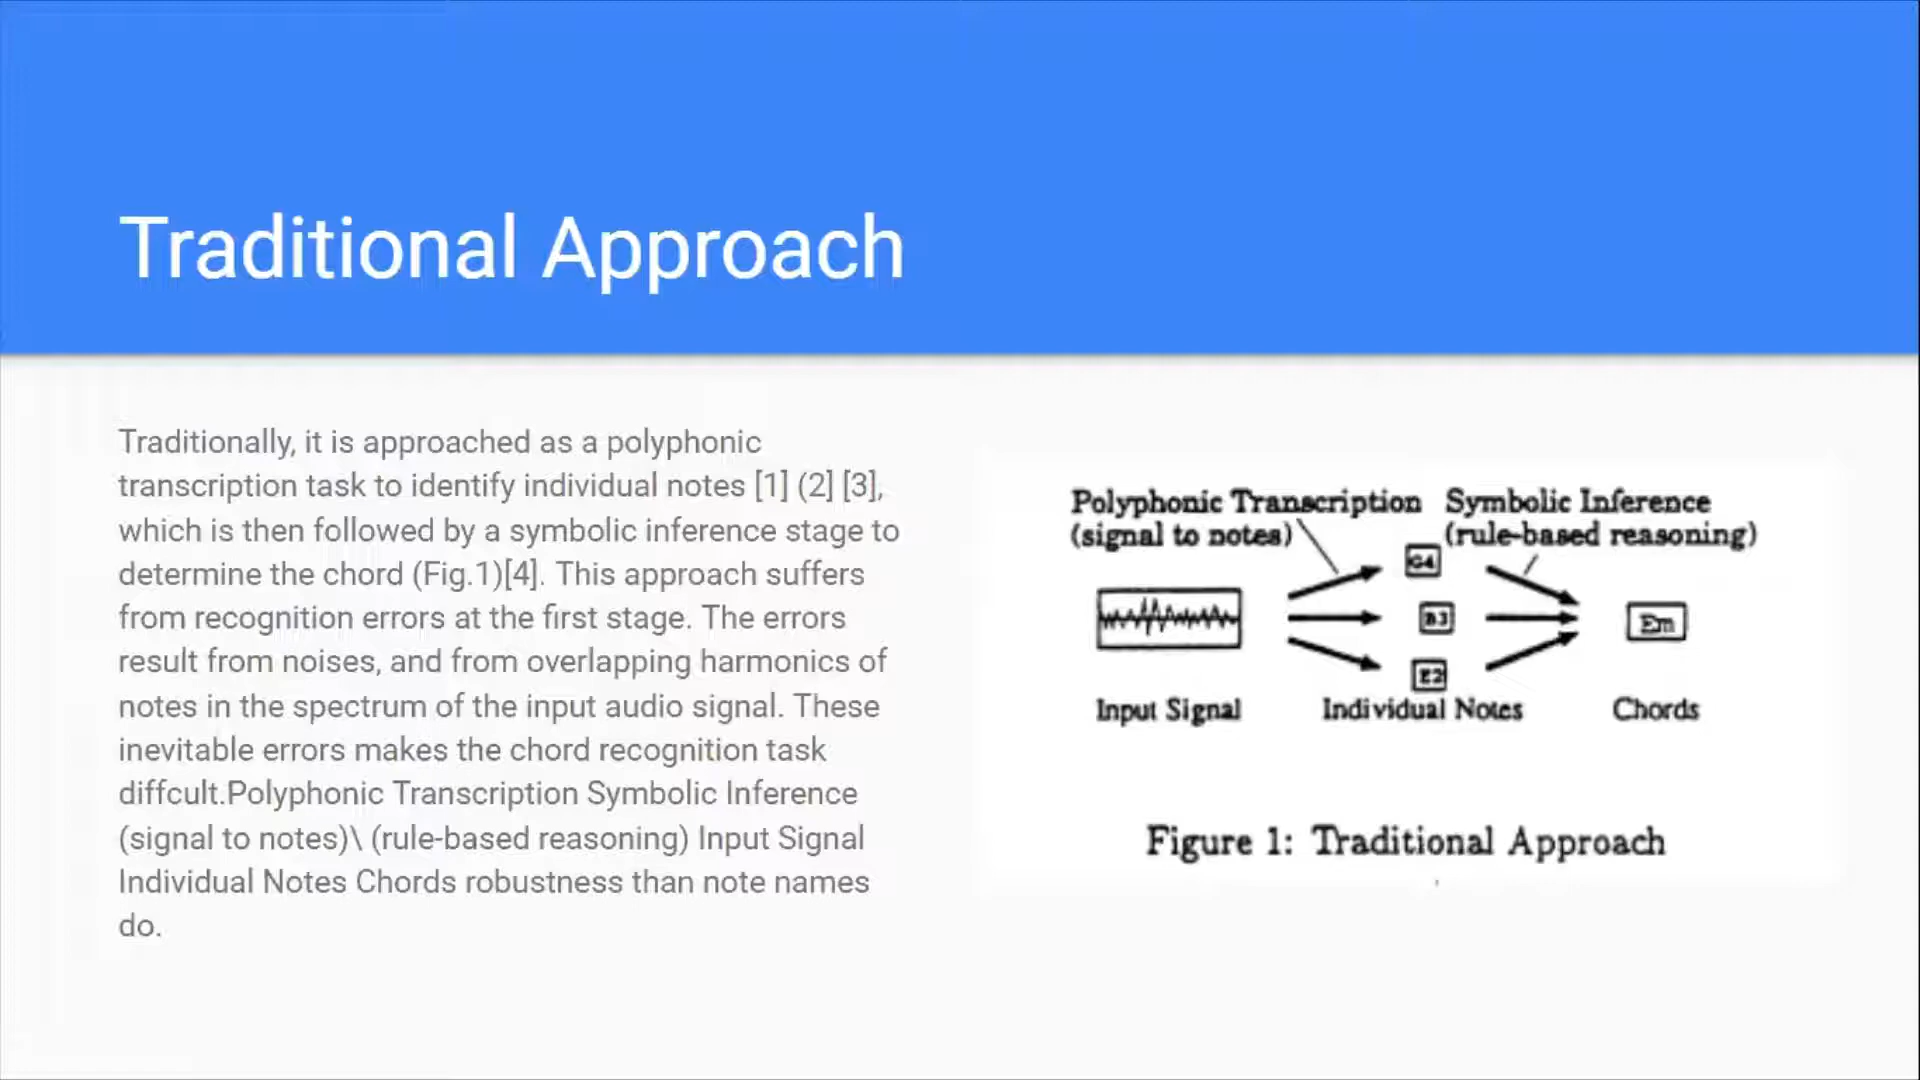 Traditional Approach
Traditionally, it is approached as a polyphonic
transcription task to identify individual notes [1] (2] [3],
which is then followed by a symbolic inference stage to
determine the chord (Fig.1)[4]. This approach suffers
from recognition errors at the first stage. The errors
result from noises, and from overlapping harmonics of
notes in the spectrum of the input audio signal. These
inevitable errors makes the chord recognition task
diffcult.Polyphonic Transcription Symbolic Inference
(signal to notes)\ (rule-based reasoning) Input Signal
Individual Notes Chords robustness than note names
do.
Polyphonic Transcription Symbolic Inference
(signal to notes) (rule-based reasoning)
G4
B3
Em
E2
Input Signal Individual Notes Chords
Figure 1: Traditional Approach